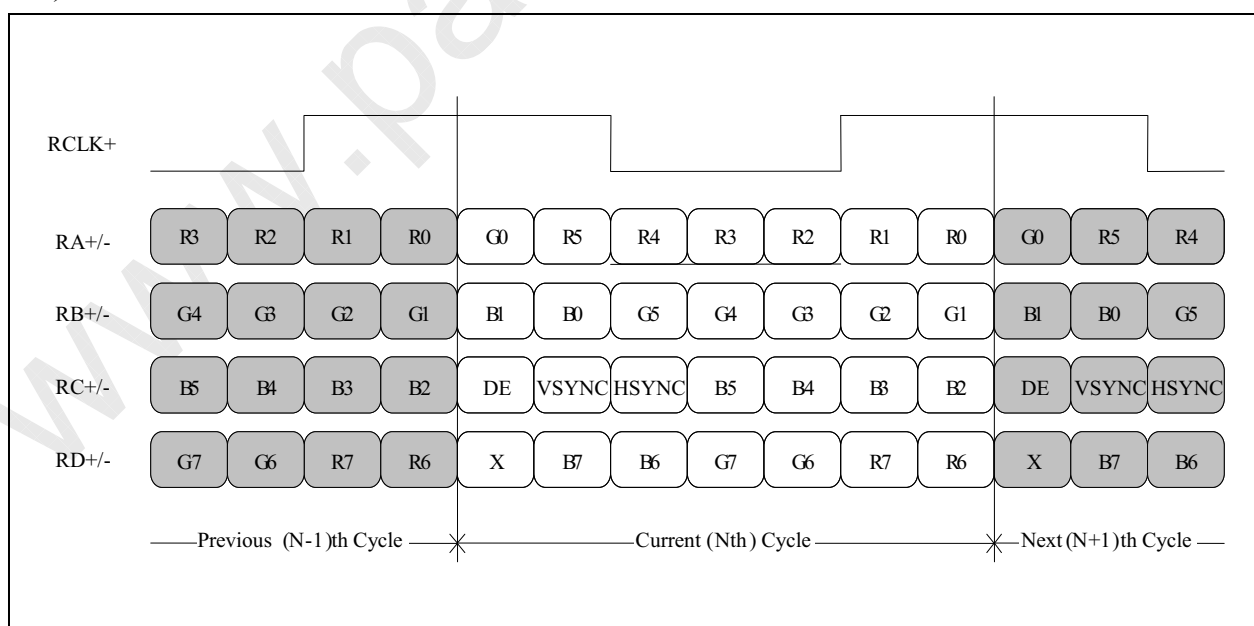 www.pa
RCLK+
RA+/- R3 R2 R1 R0 G0 R5 R4 R3 R2 R1 R0 G0 R5 R4
RB+/- G4 G3 G2 G1 B1 B0 G5 G4 G3 G2 G1 B1 B0 G5
RC+/- B5 B4 B3 B2 DE VSYNC HSYNC B5 B4 B3 B2 DE VSYNC HSYNC
RD+/- G7 G6 R7 R6 X B7 B6 G7 G6 R7 R6 X B7 B6
Previous (N-1)th Cycle Current (Nth) Cycle Next (N+1)th Cycle